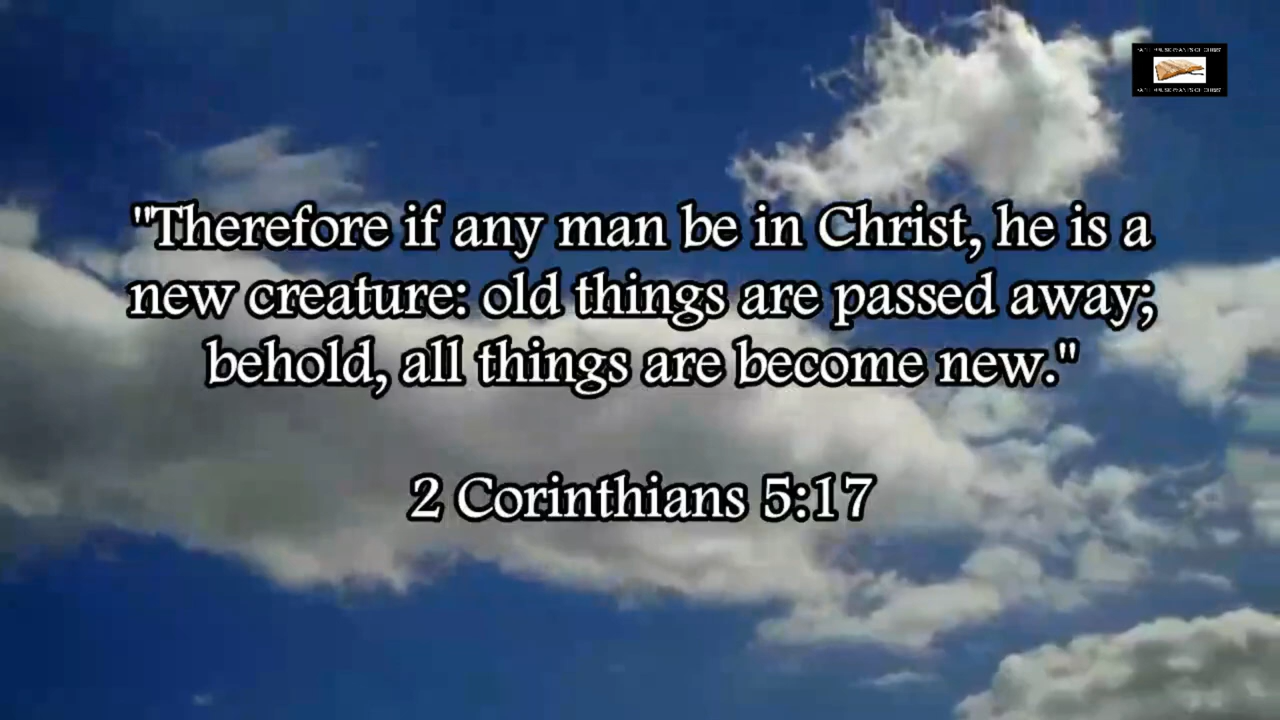 "Therefore if any man be in Christ, he is a
new creature: old things are passed away;
behold, all things are become new."
2 Corinthians 5:17